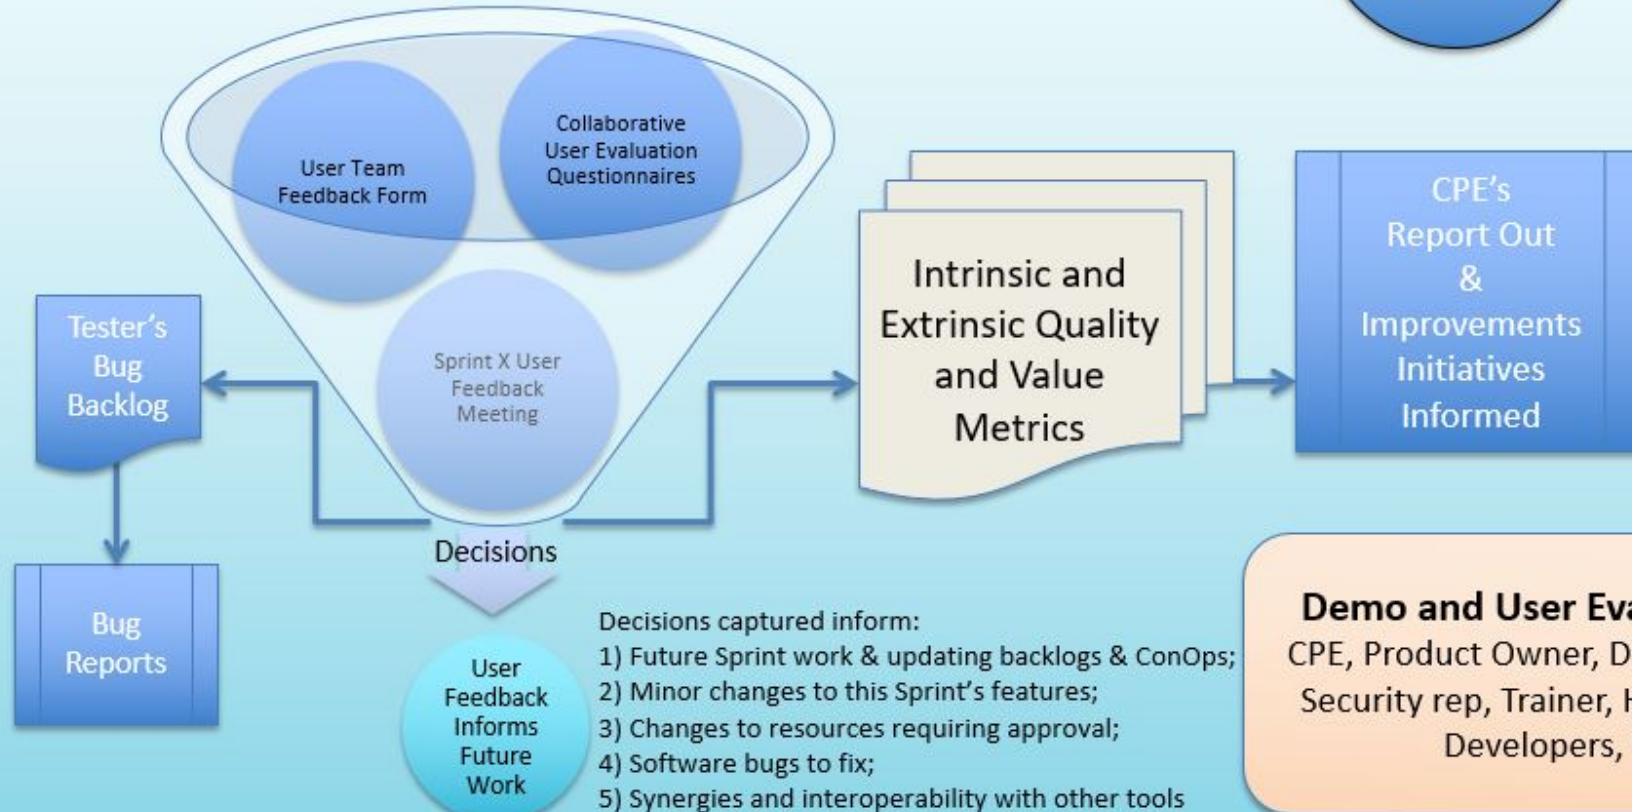 User Team
Feedback Form
Collaborative
User Evaluation
Questionnaires
Sprint X User
Feedback
Meeting
Tester's
Bug
Backlog
Bug
Reports
Intrinsic and
Extrinsic Quality
and Value
Metrics
CPE's
Report Out
&
Improvements
Initiatives
Informed
Decisions
User
Feedback
Informs
Future
Work
Decisions captured inform:
1) Future Sprint work & updating backlogs & ConOps;
2) Minor changes to this Sprint's features;
3) Changes to resources requiring approval;
4) Software bugs to fix;
5) Synergies and interoperability with other tools
Demo and User
CPE, Product Owner,
Security rep, Trainer,
Developers,